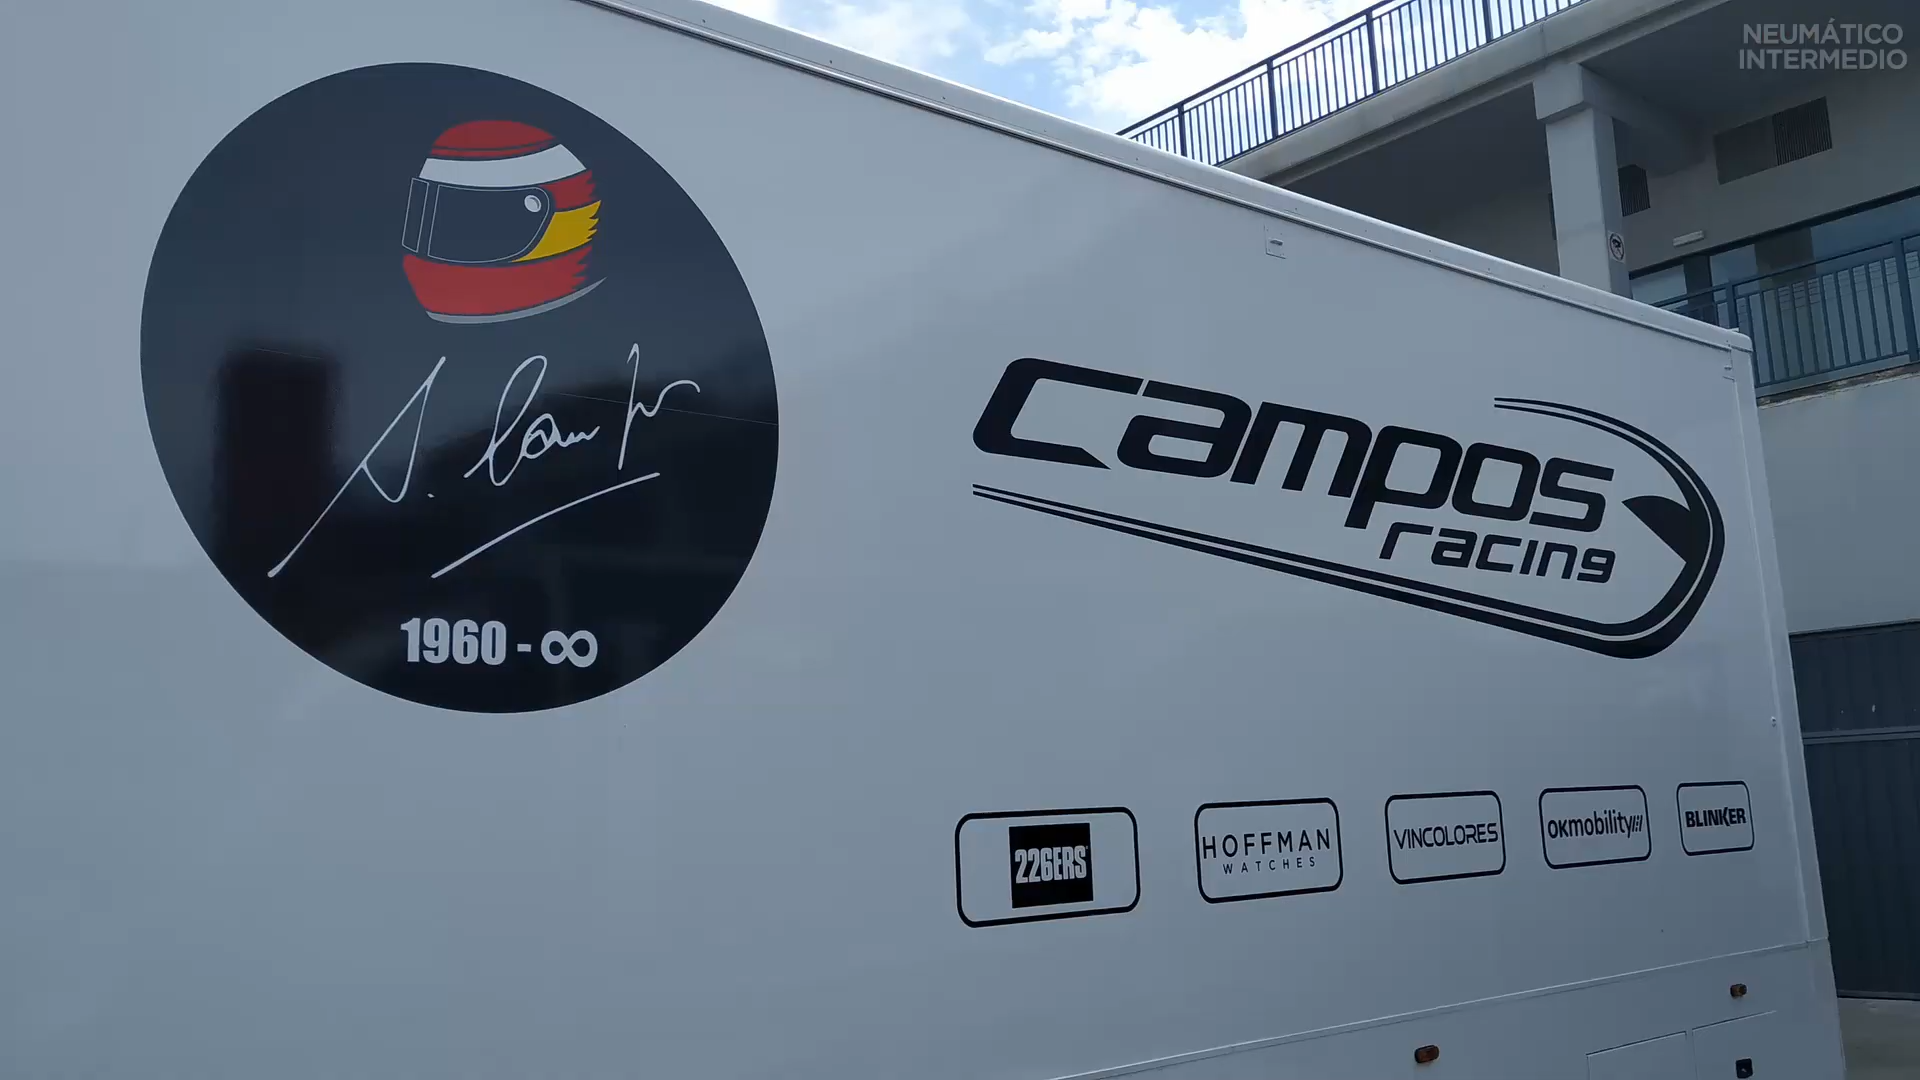 NEUMÁTICO
INTERMEDIO
1960 - ∞
campos
racing
226ERS
HOFFMAN
WATCHES
VINCOLORES
OKmobility
BLINKER